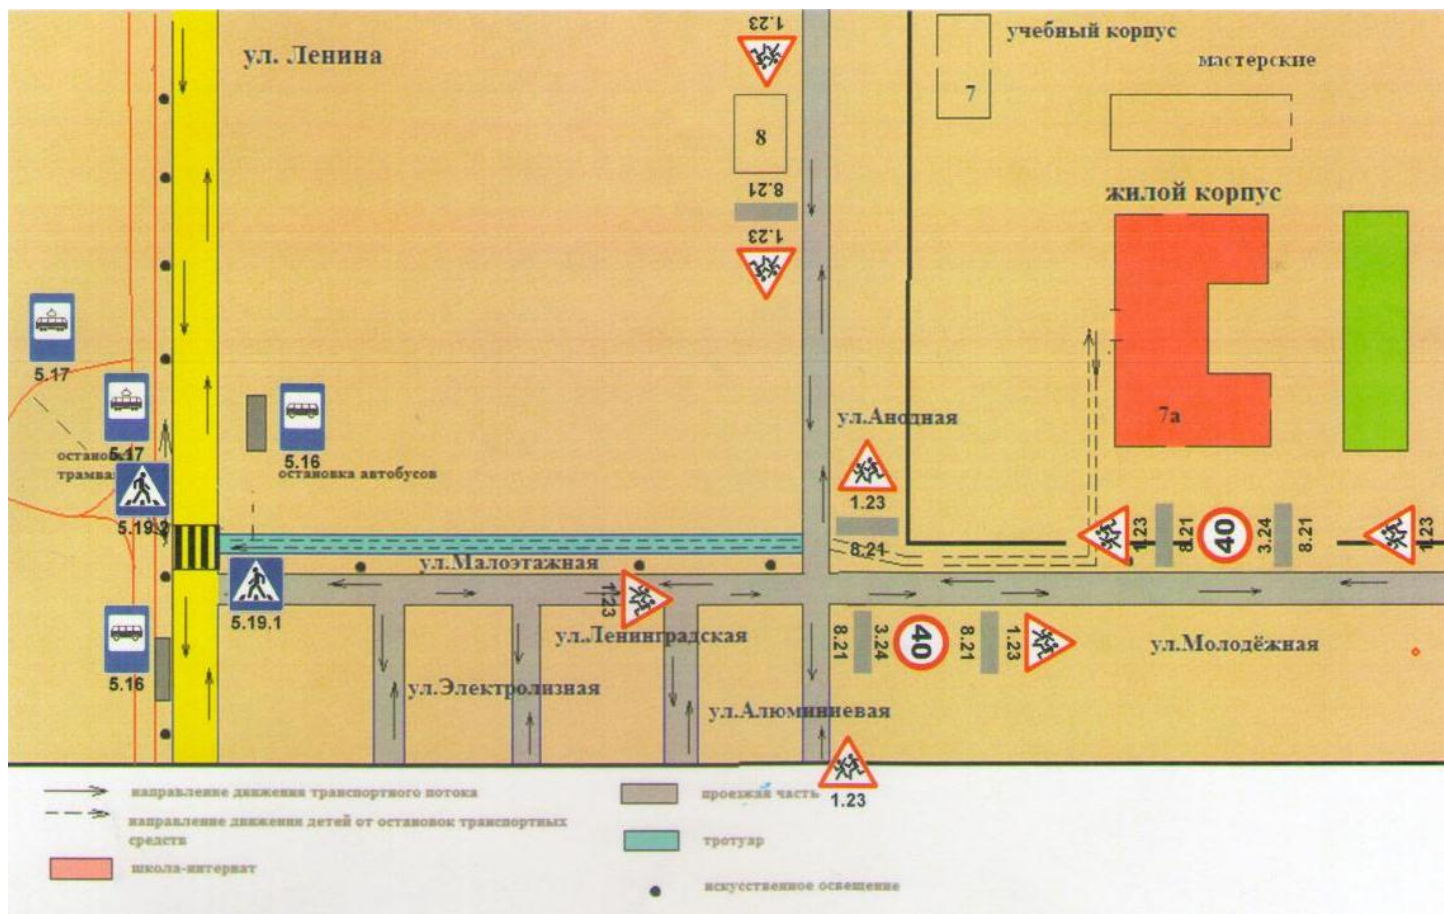 1.23
ул. Ленина
учебный корпус
мастерские
7
8
8.21
жилой корпус
1.23
5.17
7а
ул.Анодная
5.17
5.16
остановка автобусов
остановка
трамвая
1.23
5.19.2
8.21
1.23
8.21
40
3.24
8.21
1.23
ул.Малоэтажная
5.19.1
1.23
ул.Ленинградская
8.21
3.24
40
8.21
1.23
ул.Молодёжная
5.16
ул.Электролизная
ул.Алюминиевая
1.23
направление движения транспортного потока
проезжая часть
направление движения детей от остановок транспортных
средств
тротуар
школа-интернат
искусственное освещение